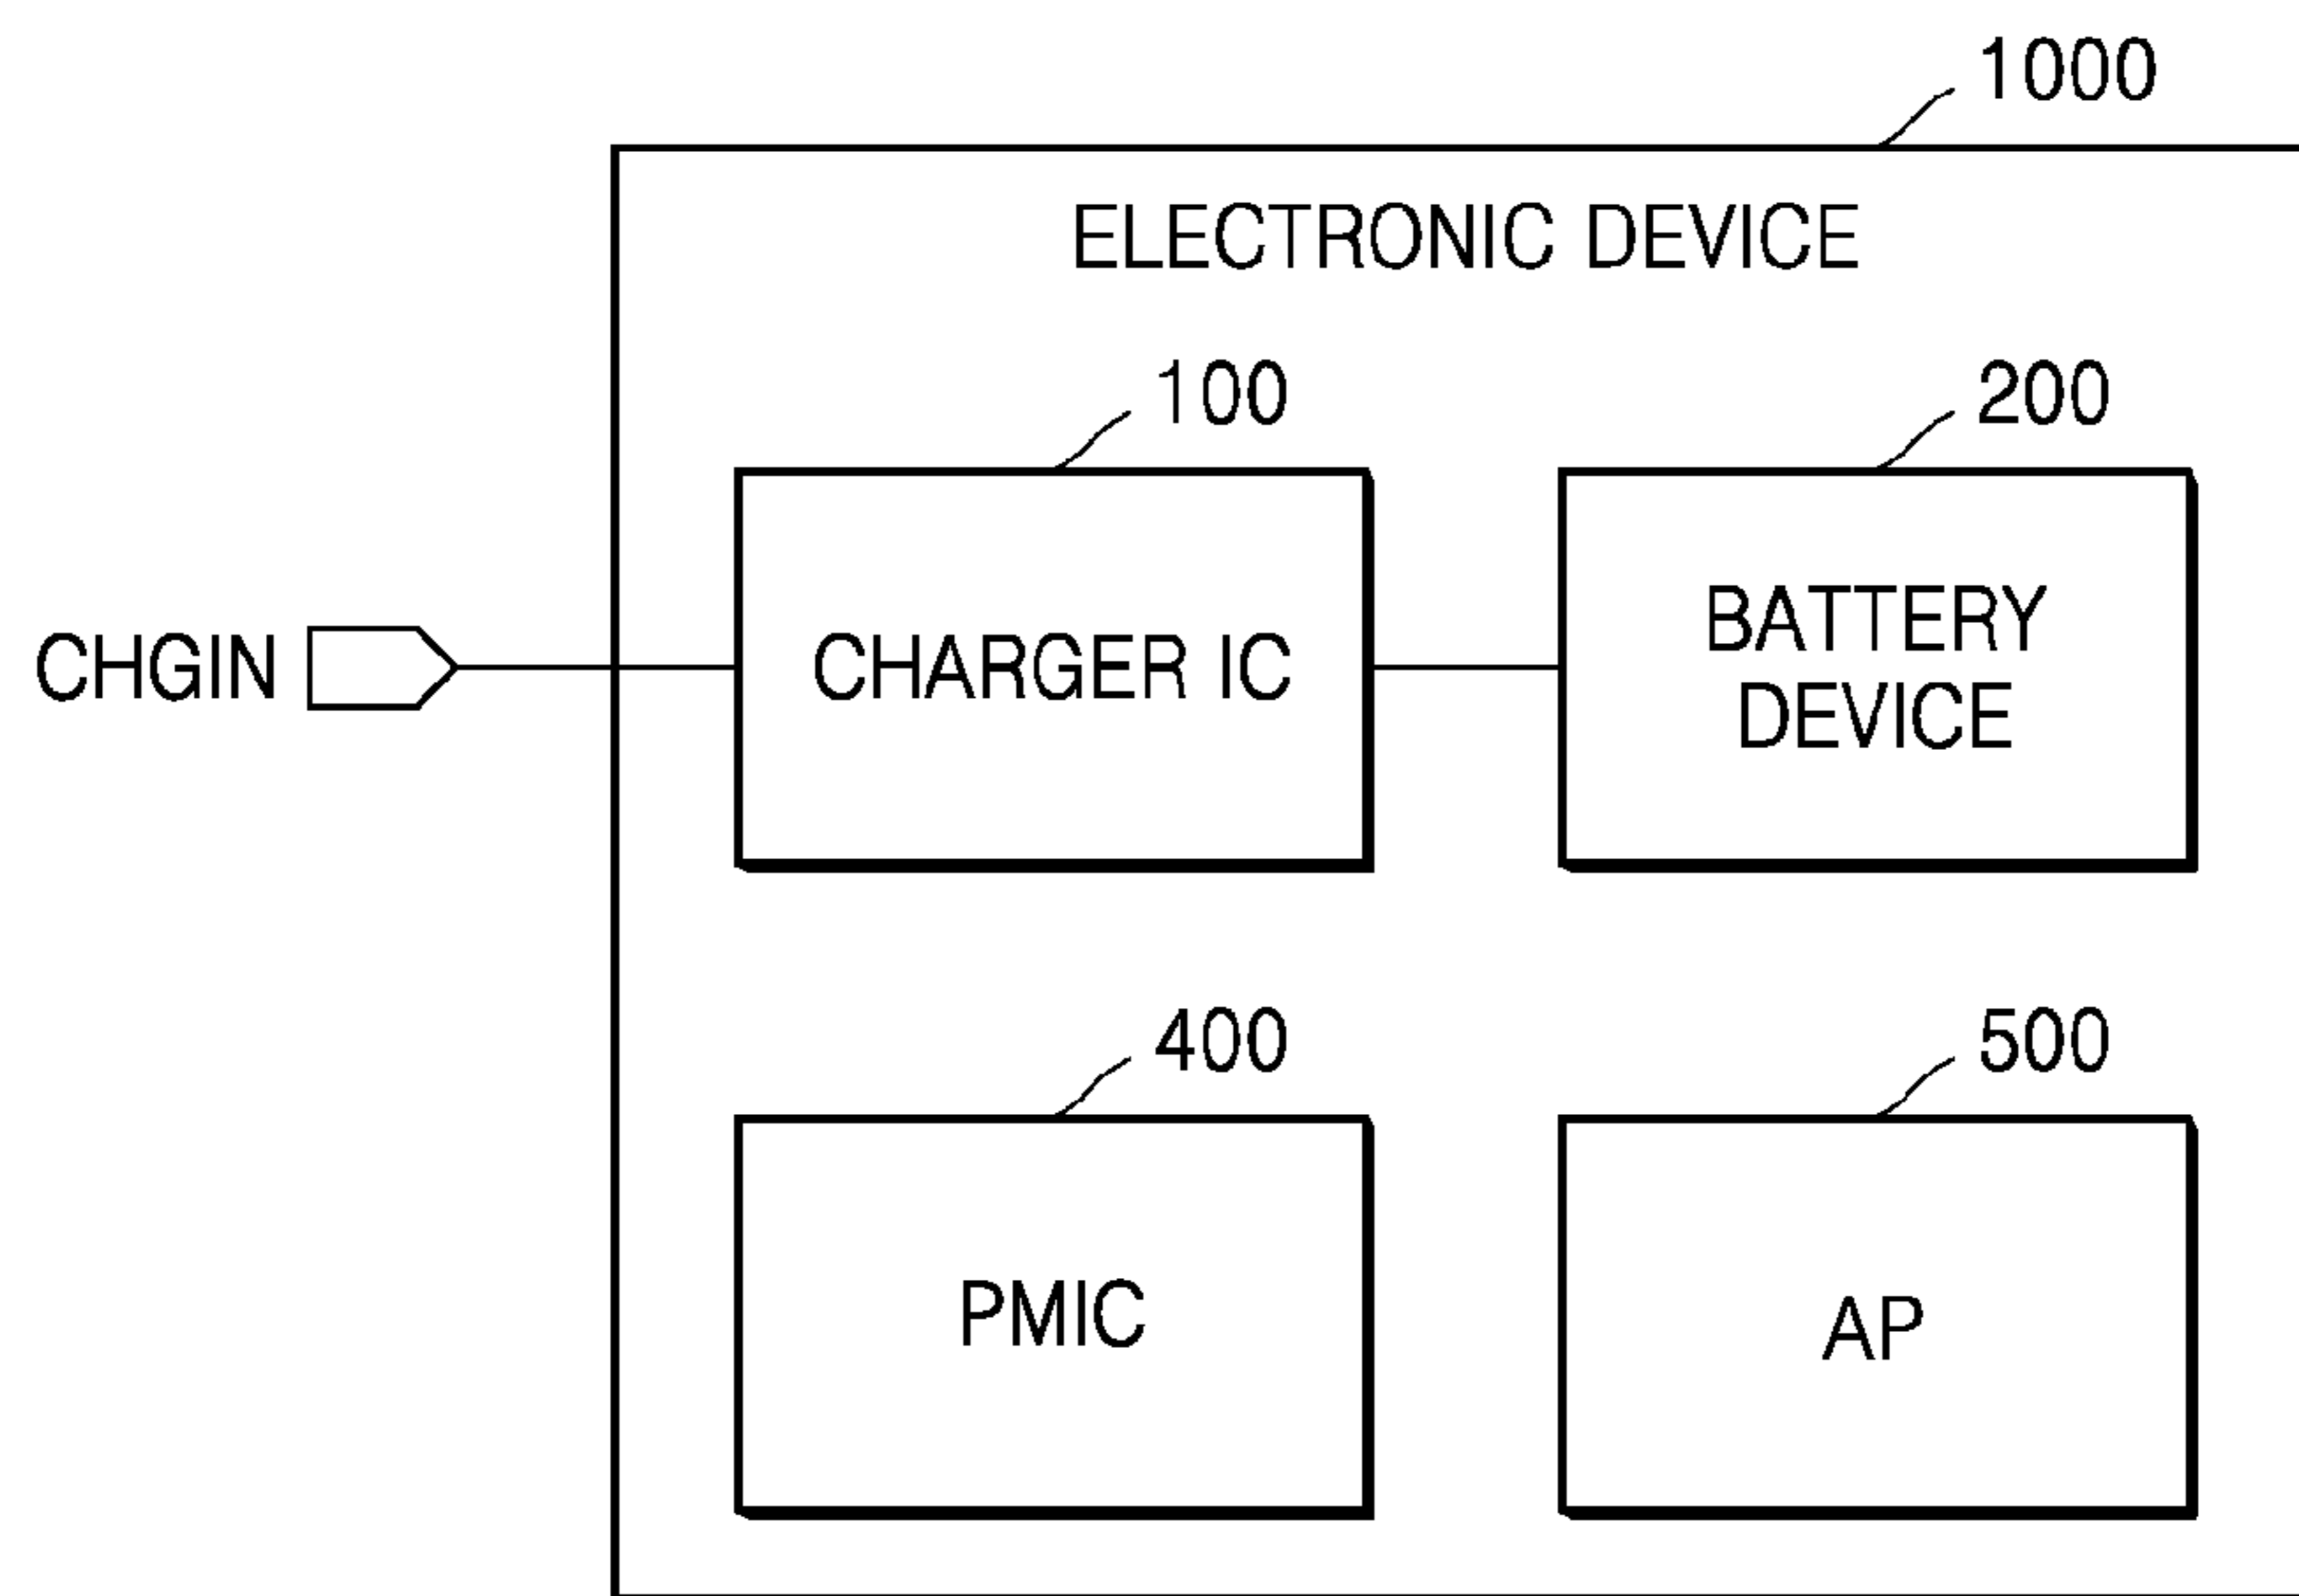 1000
ELECTRONIC DEVICE
100
200
CHGIN
CHARGER IC
BATTERY
DEVICE
400
500
PMIC
AP